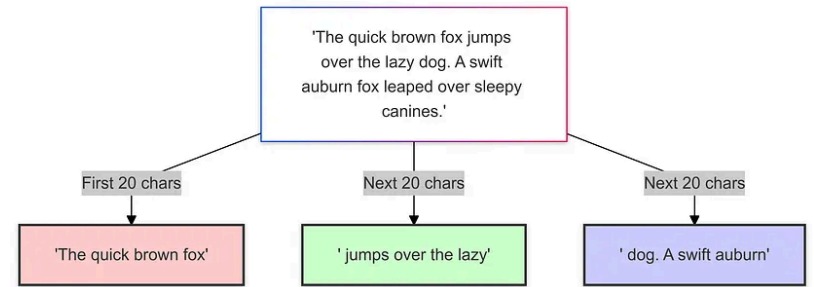 'The quick brown fox jumps
over the lazy dog. A swift
auburn fox leaped over sleepy
canines.'
First 20 chars
Next 20 chars
Next 20 chars
'The quick brown fox'
' jumps over the lazy'
' dog. A swift auburn'